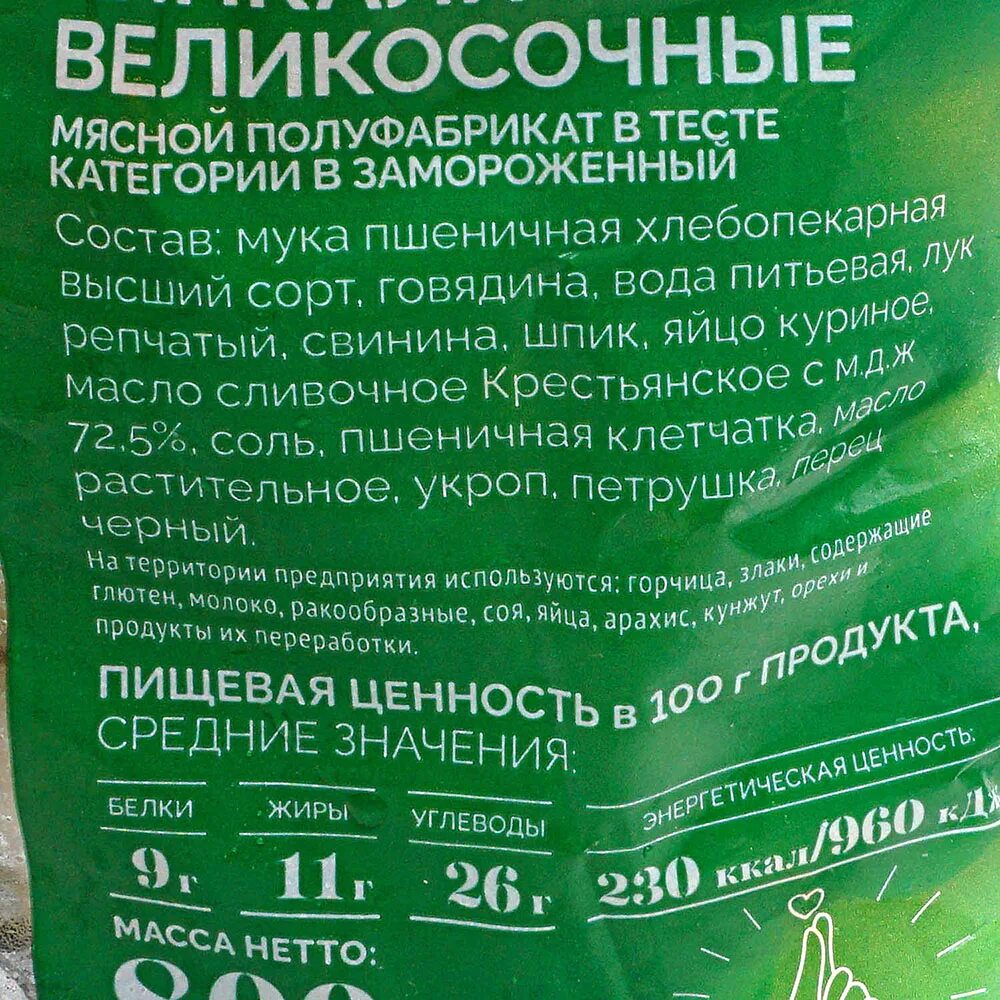 ВЕЛИКОСОЧНЫЕ
МЯСНОЙ ПОЛУФАБРИКАТ В ТЕСТЕ
КАТЕГОРИИ В ЗАМОРОЖЕННЫЙ
Состав: мука пшеничная хлебопекарная
высший сорт, говядина, вода питьевая, лук
репчатый, свинина, шпик, яйцо куриное,
масло сливочное Крестьянское с м.д.ж
72,5%, соль, пшеничная клетчатка, масло
растительное, укроп, петрушка, перец
черный.
На территории предприятия используются: горчица, злаки, содержащие
глютен, молоко, ракообразные, соя, яйца, арахис, кунжут, орехи и
продукты их переработки.
ПИЩЕВАЯ ЦЕННОСТЬ в 100 г ПРОДУКТА,
СРЕДНИЕ ЗНАЧЕНИЯ:
БЕЛКИ ЖИРЫ УГЛЕВОДЫ ЭНЕРГЕТИЧЕСКАЯ ЦЕННОСТЬ:
9 г 11 г 26 г 230 ккал/960 кДж
МАССА НЕТТО: